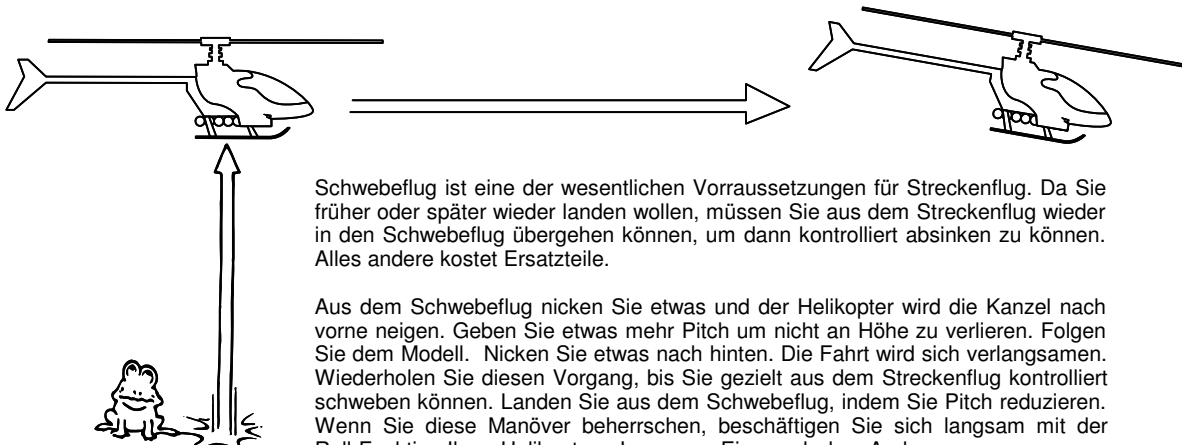 Schwebeflug ist eine der wesentlichen Vorraussetzungen für Streckenflug. Da Sie
früher oder später wieder landen wollen, müssen Sie aus dem Streckenflug wieder
in den Schwebeflug übergehen können, um dann kontrolliert absinken zu können.
Alles andere kostet Ersatzteile.
Aus dem Schwebeflug nicken Sie etwas und der Helikopter wird die Kanzel nach
vorne neigen. Geben Sie etwas mehr Pitch um nicht an Höhe zu verlieren. Folgen
Sie dem Modell. Nicken Sie etwas nach hinten. Die Fahrt wird sich verlangsamen.
Wiederholen Sie diesen Vorgang, bis Sie gezielt aus dem Streckenflug kontrolliert
schweben können. Landen Sie aus dem Schwebeflug, indem Sie Pitch reduzieren.
Wenn Sie diese Manöver beherrschen, beschäftigen Sie sich langsam mit der